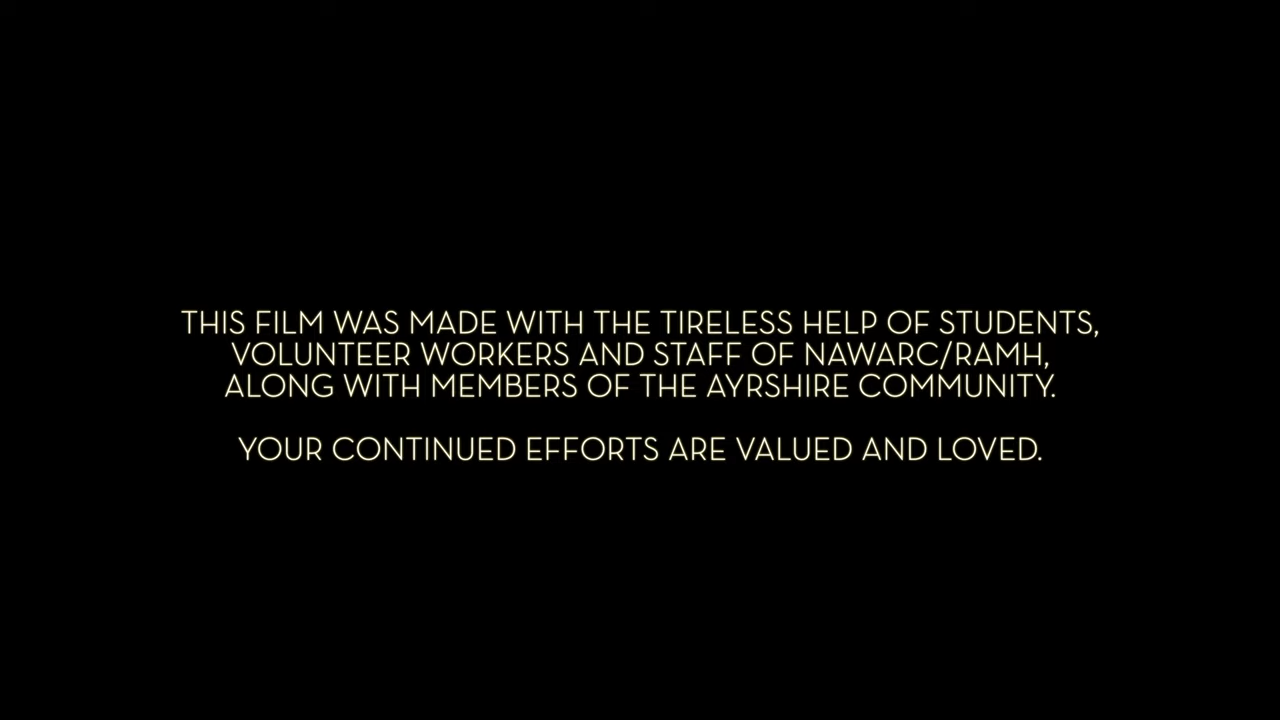 THIS FILM WAS MADE WITH THE TIRELESS HELP OF STUDENTS,
VOLUNTEER WORKERS AND STAFF OF NAWARC/RAMH,
ALONG WITH MEMBERS OF THE AYRSHIRE COMMUNITY.
YOUR CONTINUED EFFORTS ARE VALUED AND LOVED.